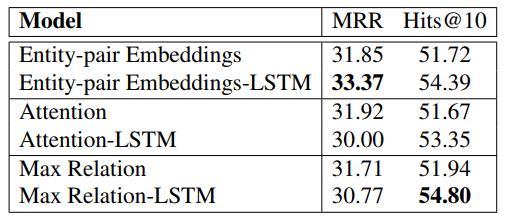 Model MRR Hits@10
Entity-pair Embeddings 31.85 51.72
Entity-pair Embeddings-LSTM 33.37 54.39
Attention 31.92 51.67
Attention-LSTM 30.00 53.35
Max Relation 31.71 51.94
Max Relation-LSTM 30.77 54.80